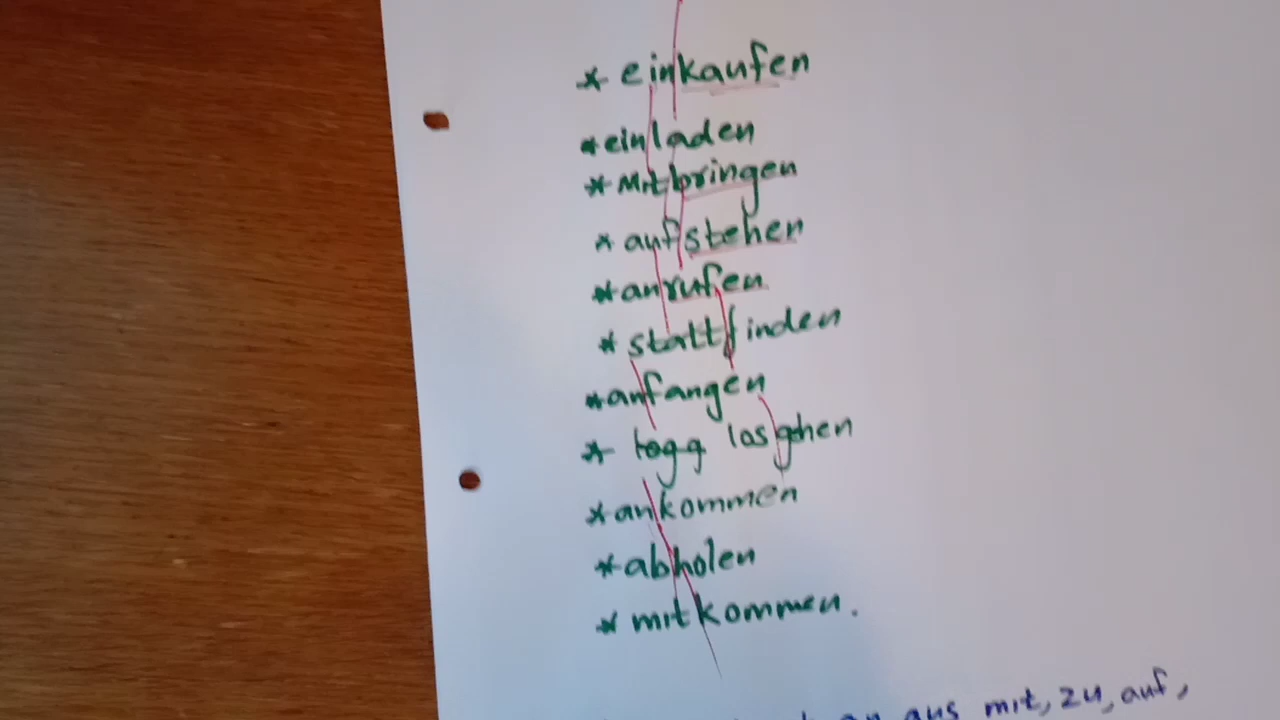 * einkaufen
* einladen
* Mitbringen
* aufstehen
* anrufen
* stattfinden
* anfangen
* losgehen
* ankommen
* abholen
* mitkommen.
aus mit, zu, auf,